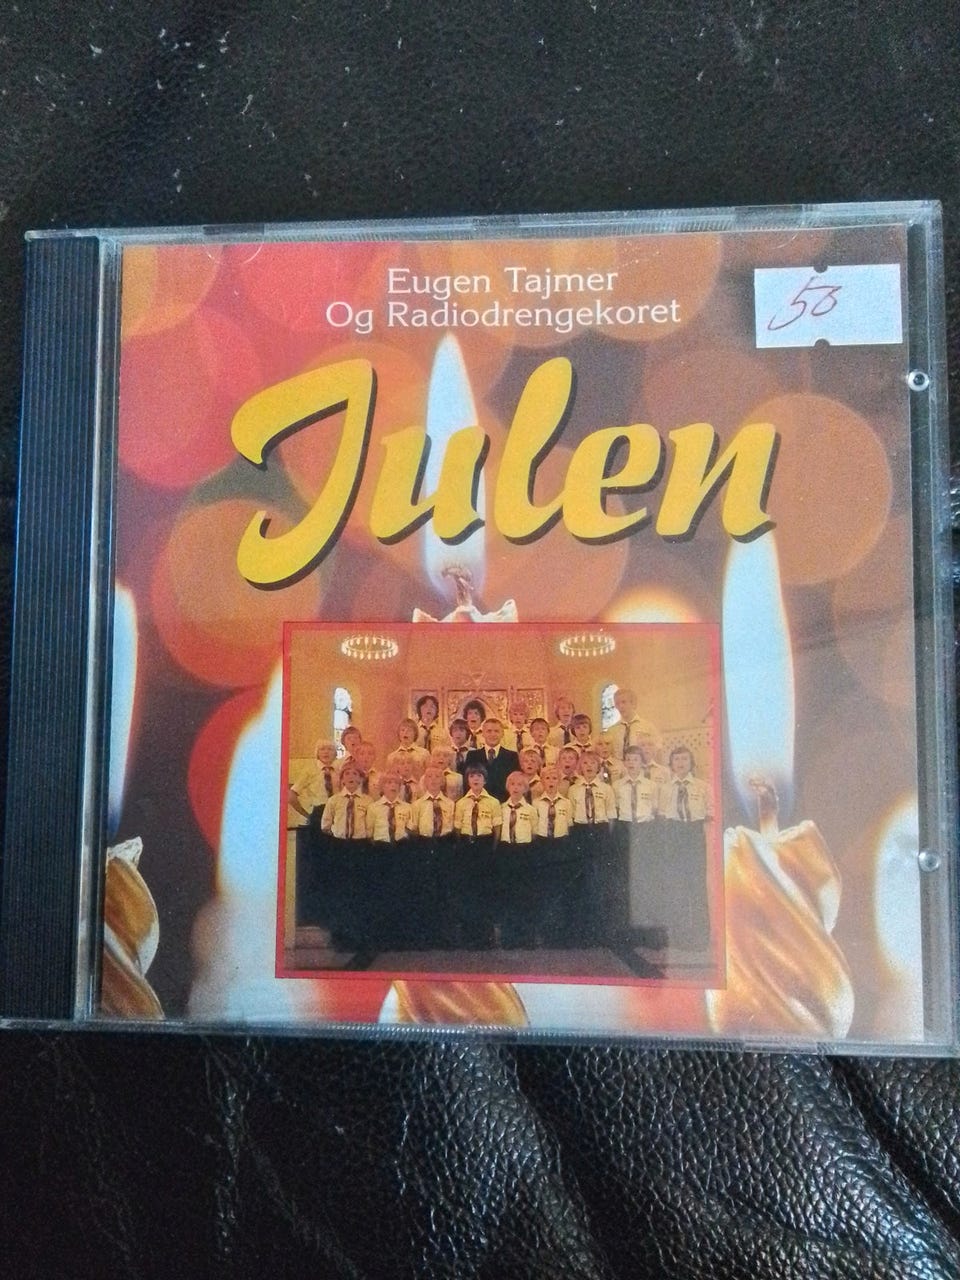 Eugen Tajmer
Og Radiodrengekoret
50
Julen